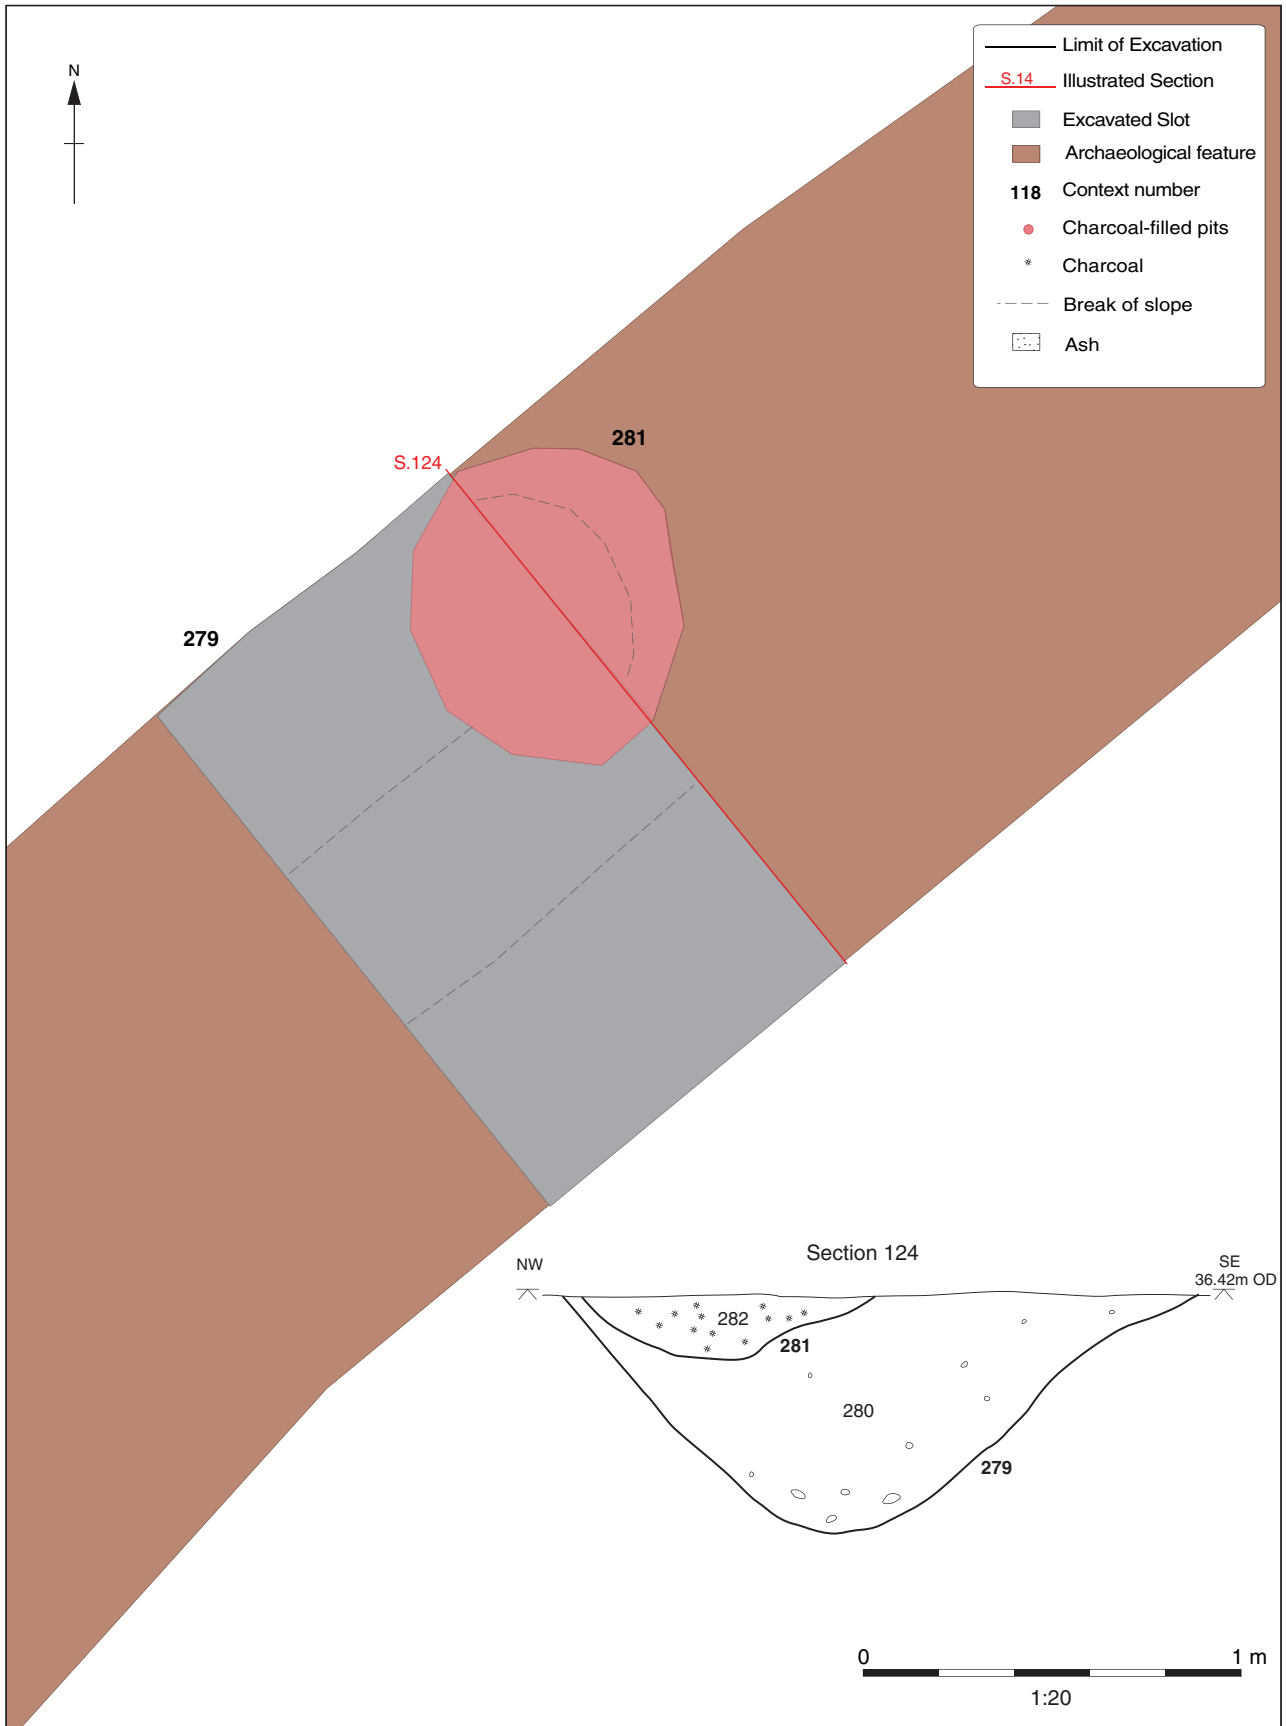 N
Limit of Excavation
S.14 Illustrated Section
Excavated Slot
Archaeological feature
118 Context number
Charcoal-filled pits
Charcoal
Break of slope
Ash
281
S.124
279
Section 124
NW
SE
36.42m OD
282
281
280
279
0 1 m
1:20